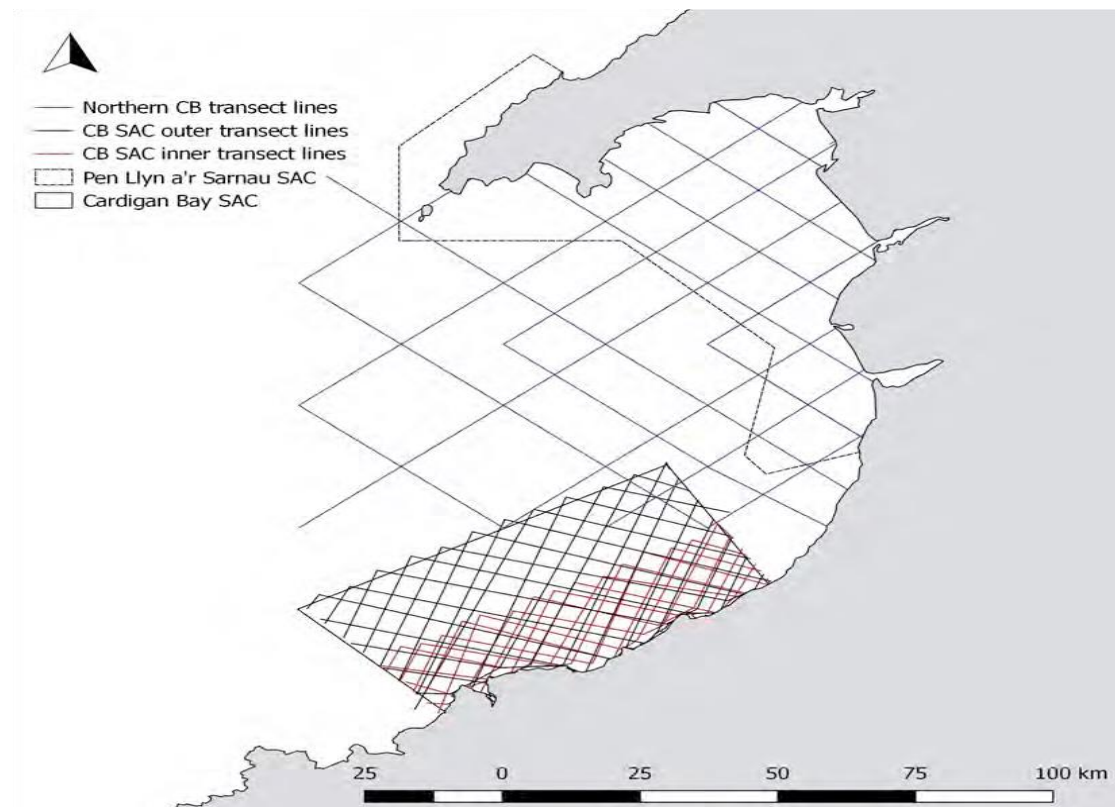 Northern CB transect lines
CB SAC outer transect lines
CB SAC inner transect lines
Pen Llyn a'r Sarnau SAC
Cardigan Bay SAC
25 0 25 50 75 100 km